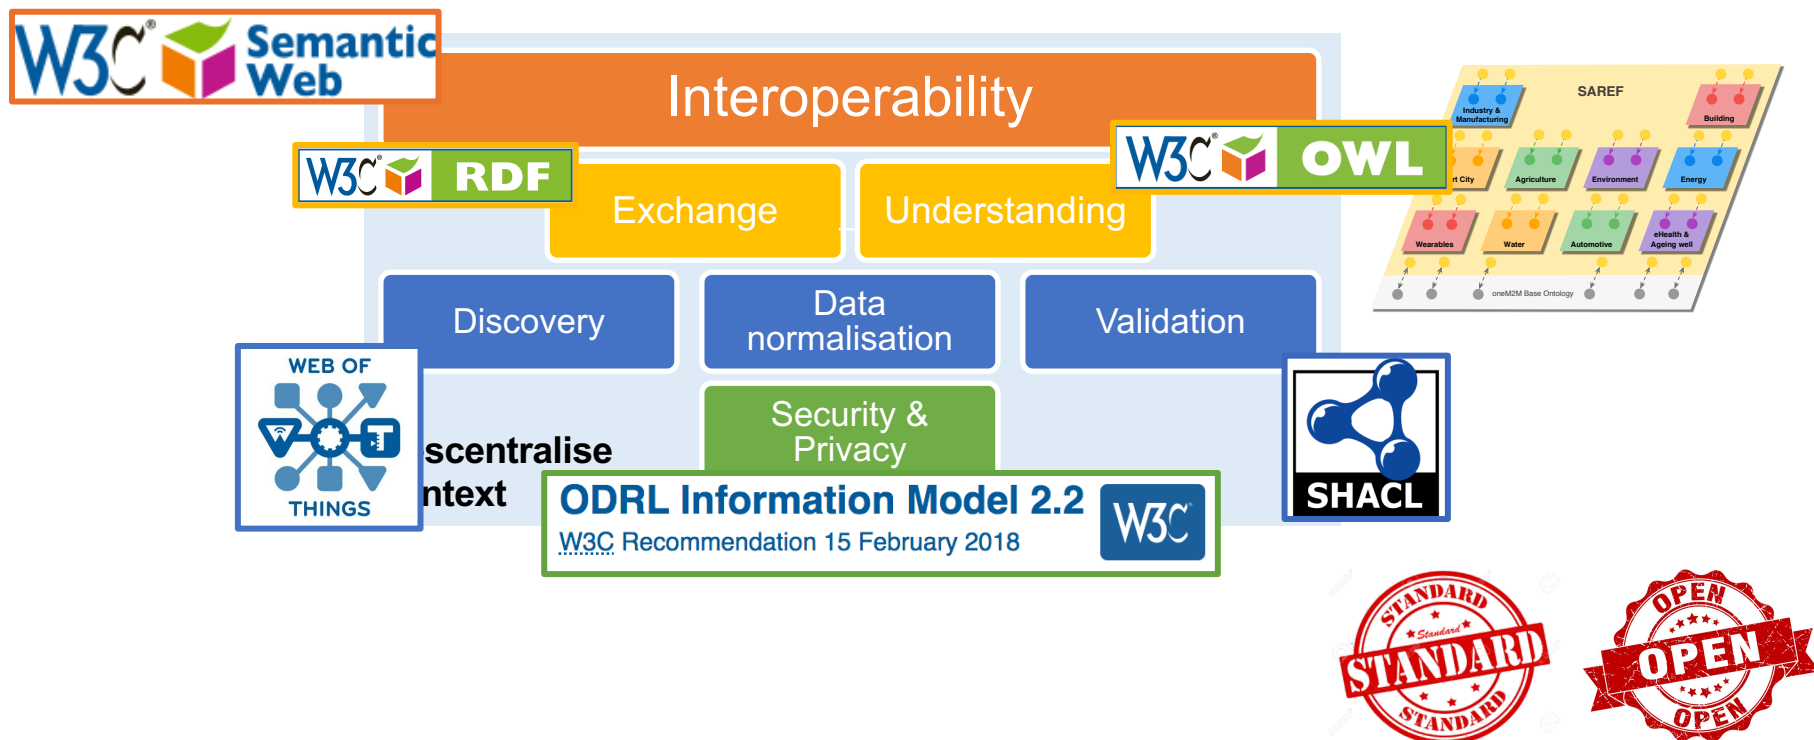 W3C® Semantic
Web
Interoperability
W3C® RDF
W3C® OWL
Exchange
Understanding
Discovery
Data
normalisation
Validation
Security &
Privacy
WEB OF
THINGS
scentralise
ntext
ODRL Information Model 2.2
W3C Recommendation 15 February 2018
W3C
SHACL
SAREF
Industry &
Manufacturing
Building
rt City
Agriculture
Environment
Energy
Wearables
Water
Automotive
eHealth &
Ageing well
oneM2M Base Ontology
STANDARD
Standard
STANDARD
STANDARD
OPEN
OPEN
OPEN